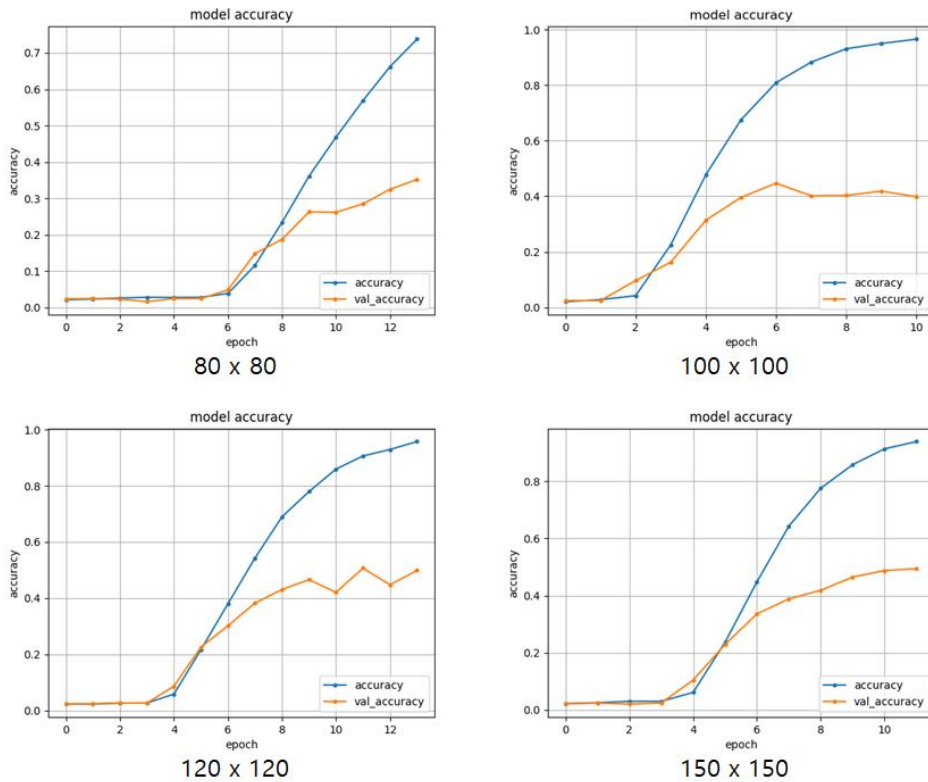 model accuracy
accuracy
0.7
0.6
0.5
0.4
0.3
0.2
0.1
0.0
accuracy
val_accuracy
0 2 4 6 8 10 12
epoch
80 x 80
model accuracy
accuracy
1.0
0.8
0.6
0.4
0.2
0.0
accuracy
val_accuracy
0 2 4 6 8 10
epoch
100 x 100
model accuracy
accuracy
1.0
0.8
0.6
0.4
0.2
0.0
accuracy
val_accuracy
0 2 4 6 8 10 12
epoch
120 x 120
model accuracy
accuracy
0.8
0.6
0.4
0.2
0.0
accuracy
val_accuracy
0 2 4 6 8 10
epoch
150 x 150